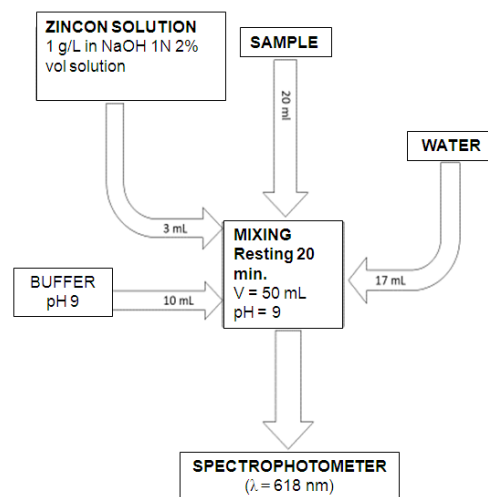 ZINCON SOLUTION
1 g/L in NaOH 1N 2%
vol solution
SAMPLE
20 ml
WATER
3 mL
MIXING
Resting 20
min.
V = 50 mL
pH = 9
17 mL
BUFFER
pH 9
10 mL
SPECTROPHOTOMETER
(λ = 618 nm)